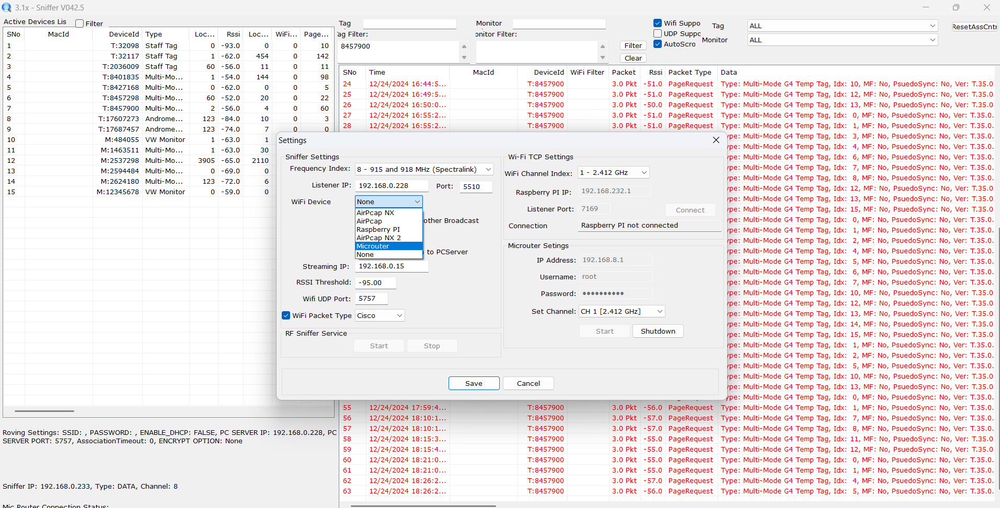 3.1x - Sniffer V042.5
Active Devices Lis
Filter
SNo MacId DeviceId Type Loc... Rssi Loc... WiFi... Page...
1 T:32098 Staff Tag 0 -93.0 0 0 10
2 T:32117 Staff Tag 1 -62.0 454 0 142
3 T:2036009 Staff Tag 60 -56.0 11 0 11
4 T:8401835 Multi-Mo... 1 -54.0 144 0 98
5 T:8427168 Multi-Mo... 0 -62.0 0 0 5
6 T:8457298 Multi-Mo... 60 -52.0 20 0 22
7 T:8457900 Multi-Mo... 2 -56.0 4 0 60
8 T:17607273 Androme... 123 -84.0 10 0 3
9 T:17687457 Androme... 123 -74.0 7 0 0
10 M:484055 VW Monitor 1 -63.0 1
11 M:1463511 Multi-Mo... 1 -63.0 30
12 M:2537298 Multi-Mo... 3905 -65.0 2110
13 M:2594484 Multi-Mo... 0 -69.0 0
14 M:2624180 Multi-Mo... 123 -72.0 6
15 M:12345678 VW Monitor 0 -59.0 0
Roving Settings: SSID: , PASSWORD: , ENABLE_DHCP: FALSE, PC SERVER IP: 192.168.0.228, PC
SERVER PORT: 5757, AssociationTimeout: 0, ENCRYPT OPTION: None
Sniffer IP: 192.168.0.233, Type: DATA, Channel: 8
Mic Router Connection Status:
Tag
Tag Filter:
8457900
Monitor
onitor Filter:
Filter
Clear
Wifi Suppo
UDP Suppo
AutoScro
Tag ALL
Monitor ALL
ResetAssCntr
SNo Time MacId DeviceId WiFi Filter Packet Rssi Packet Type Data
24 12/24/2024 16:44:5... T:8457900 3.0 Pkt -51.0 PageRequest Type: Multi-Mode G4 Temp Tag, Idx: 10, MF: No, PsuedoSync: No, Ver: T.35.0.
25 12/24/2024 16:49:5... T:8457900 3.0 Pkt -51.0 PageRequest Type: Multi-Mode G4 Temp Tag, Idx: 12, MF: No, PsuedoSync: No, Ver: T.35.0.
26 12/24/2024 16:50:0... T:8457900 3.0 Pkt -50.0 PageRequest Type: Multi-Mode G4 Temp Tag, Idx: 13, MF: No, PsuedoSync: No, Ver: T.35.0.
27 12/24/2024 16:55:2... T:8457900 3.0 Pkt -51.0 PageRequest Type: Multi-Mode G4 Temp Tag, Idx: 0, MF: No, PsuedoSync: No, Ver: T.35.0.
28 12/24/2024 16:55:2... T:8457900 3.0 Pkt -51.0 PageRequest Type: Multi-Mode G4 Temp Tag, Idx: 1, MF: No, PsuedoSync: No, Ver: T.35.0.
ype: Multi-Mode G4 Temp Tag, Idx: 3, MF: No, PsuedoSync: No, Ver: T.35.0.
ype: Multi-Mode G4 Temp Tag, Idx: 4, MF: No, PsuedoSync: No, Ver: T.35.0.
ype: Multi-Mode G4 Temp Tag, Idx: 6, MF: No, PsuedoSync: No, Ver: T.35.0.
ype: Multi-Mode G4 Temp Tag, Idx: 7, MF: No, PsuedoSync: No, Ver: T.35.0.
ype: Multi-Mode G4 Temp Tag, Idx: 8, MF: No, PsuedoSync: No, Ver: T.35.0.
ype: Multi-Mode G4 Temp Tag, Idx: 12, MF: No, PsuedoSync: No, Ver: T.35.0.
ype: Multi-Mode G4 Temp Tag, Idx: 13, MF: No, PsuedoSync: No, Ver: T.35.0.
ype: Multi-Mode G4 Temp Tag, Idx: 15, MF: No, PsuedoSync: No, Ver: T.35.0.
ype: Multi-Mode G4 Temp Tag, Idx: 0, MF: No, PsuedoSync: No, Ver: T.35.0.
ype: Multi-Mode G4 Temp Tag, Idx: 1, MF: No, PsuedoSync: No, Ver: T.35.0.
ype: Multi-Mode G4 Temp Tag, Idx: 2, MF: No, PsuedoSync: No, Ver: T.35.0.
ype: Multi-Mode G4 Temp Tag, Idx: 4, MF: No, PsuedoSync: No, Ver: T.35.0.
ype: Multi-Mode G4 Temp Tag, Idx: 5, MF: No, PsuedoSync: No, Ver: T.35.0.
ype: Multi-Mode G4 Temp Tag, Idx: 6, MF: No, PsuedoSync: No, Ver: T.35.0.
ype: Multi-Mode G4 Temp Tag, Idx: 7, MF: No, PsuedoSync: No, Ver: T.35.0.
ype: Multi-Mode G4 Temp Tag, Idx: 10, MF: No, PsuedoSync: No, Ver: T.35.0.
ype: Multi-Mode G4 Temp Tag, Idx: 12, MF: No, PsuedoSync: No, Ver: T.35.0.
ype: Multi-Mode G4 Temp Tag, Idx: 13, MF: No, PsuedoSync: No, Ver: T.35.0.
ype: Multi-Mode G4 Temp Tag, Idx: 14, MF: No, PsuedoSync: No, Ver: T.35.0.
ype: Multi-Mode G4 Temp Tag, Idx: 15, MF: No, PsuedoSync: No, Ver: T.35.0.
ype: Multi-Mode G4 Temp Tag, Idx: 1, MF: No, PsuedoSync: No, Ver: T.35.0.
ype: Multi-Mode G4 Temp Tag, Idx: 2, MF: No, PsuedoSync: No, Ver: T.35.0.
ype: Multi-Mode G4 Temp Tag, Idx: 5, MF: No, PsuedoSync: No, Ver: T.35.0.
ype: Multi-Mode G4 Temp Tag, Idx: 10, MF: No, PsuedoSync: No, Ver: T.35.0.
ype: Multi-Mode G4 Temp Tag, Idx: 13, MF: No, PsuedoSync: No, Ver: T.35.0.
ype: Multi-Mode G4 Temp Tag, Idx: 0, MF: No, PsuedoSync: No, Ver: T.35.0.
55 12/24/2024 17:59:4... T:8457900 3.0 Pkt -56.0 PageRequest Type: Multi-Mode G4 Temp Tag, Idx: 1, MF: No, PsuedoSync: No, Ver: T.35.0.
56 12/24/2024 18:10:1... T:8457900 3.0 Pkt -57.0 PageRequest Type: Multi-Mode G4 Temp Tag, Idx: 7, MF: No, PsuedoSync: No, Ver: T.35.0.
57 12/24/2024 18:10:1... T:8457900 3.0 Pkt -57.0 PageRequest Type: Multi-Mode G4 Temp Tag, Idx: 8, MF: No, PsuedoSync: No, Ver: T.35.0.
58 12/24/2024 18:15:3... T:8457900 3.0 Pkt -55.0 PageRequest Type: Multi-Mode G4 Temp Tag, Idx: 11, MF: No, PsuedoSync: No, Ver: T.35.0.
59 12/24/2024 18:15:4... T:8457900 3.0 Pkt -55.0 PageRequest Type: Multi-Mode G4 Temp Tag, Idx: 12, MF: No, PsuedoSync: No, Ver: T.35.0.
60 12/24/2024 18:21:0... T:8457900 3.0 Pkt -55.0 PageRequest Type: Multi-Mode G4 Temp Tag, Idx: 0, MF: No, PsuedoSync: No, Ver: T.35.0.
61 12/24/2024 18:21:0... T:8457900 3.0 Pkt -55.0 PageRequest Type: Multi-Mode G4 Temp Tag, Idx: 1, MF: No, PsuedoSync: No, Ver: T.35.0.
62 12/24/2024 18:26:2... T:8457900 3.0 Pkt -57.0 PageRequest Type: Multi-Mode G4 Temp Tag, Idx: 4, MF: No, PsuedoSync: No, Ver: T.35.0.
63 12/24/2024 18:26:2... T:8457900 3.0 Pkt -56.0 PageRequest Type: Multi-Mode G4 Temp Tag, Idx: 5, MF: No, PsuedoSync: No, Ver: T.35.0.
Settings
Sniffer Settings
Frequency Index: 8 - 915 and 918 MHz (Spectralink)
Listener IP: 192.168.0.228 Port: 5510
WiFi Device None
AirPcap NX
AirPcap
other Broadcast
Raspberry PI
AirPcap NX 2
Microuter
to PCServer
None
Streaming IP: 192.168.0.15
RSSI Threshold: -95.00
Wifi UDP Port: 5757
WiFi Packet Type Cisco
RF Sniffer Service
Start Stop
Wi-Fi TCP Settings
WiFi Channel Index: 1 - 2.412 GHz
Raspberry PI IP: 192.168.232.1
Listener Port: 7169 Connect
Connection Raspberry PI not connected
Microuter Setings
IP Address: 192.168.8.1
Username: root
Password: ●●●●●●●●●●
Set Channel: CH 1 [2.412 GHz]
Start Shutdown
Save Cancel